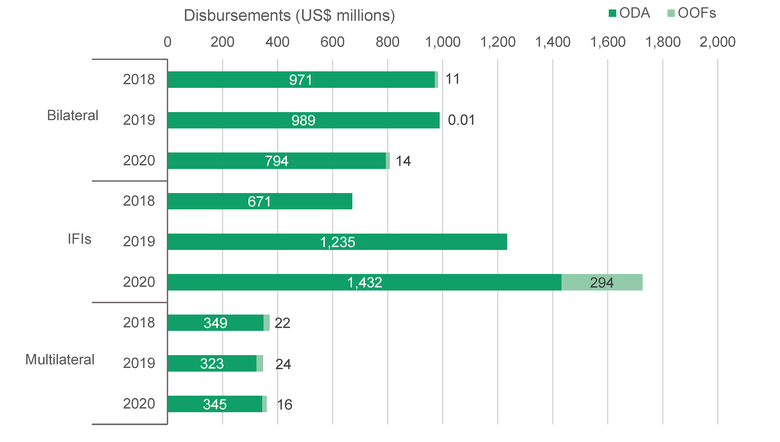 Disbursements (US$ millions)
ODA OOFs
0 200 400 600 800 1,000 1,200 1,400 1,600 1,800 2,000
Bilateral
2018 971 11
2019 989 0.01
2020 794 14
IFIs
2018 671
2019 1,235
2020 1,432 294
Multilateral
2018 349 22
2019 323 24
2020 345 16